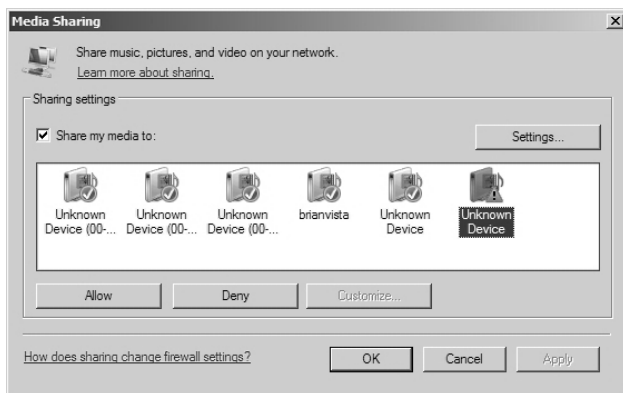 Media Sharing
Share music, pictures, and video on your network.
Learn more about sharing.
Sharing settings
Share my media to:
Settings...
Unknown Device (00-...
Unknown Device (00-...
Unknown Device (00-...
brianvista
Unknown Device
Unknown Device
Allow
Deny
Customize...
How does sharing change firewall settings?
OK
Cancel
Apply